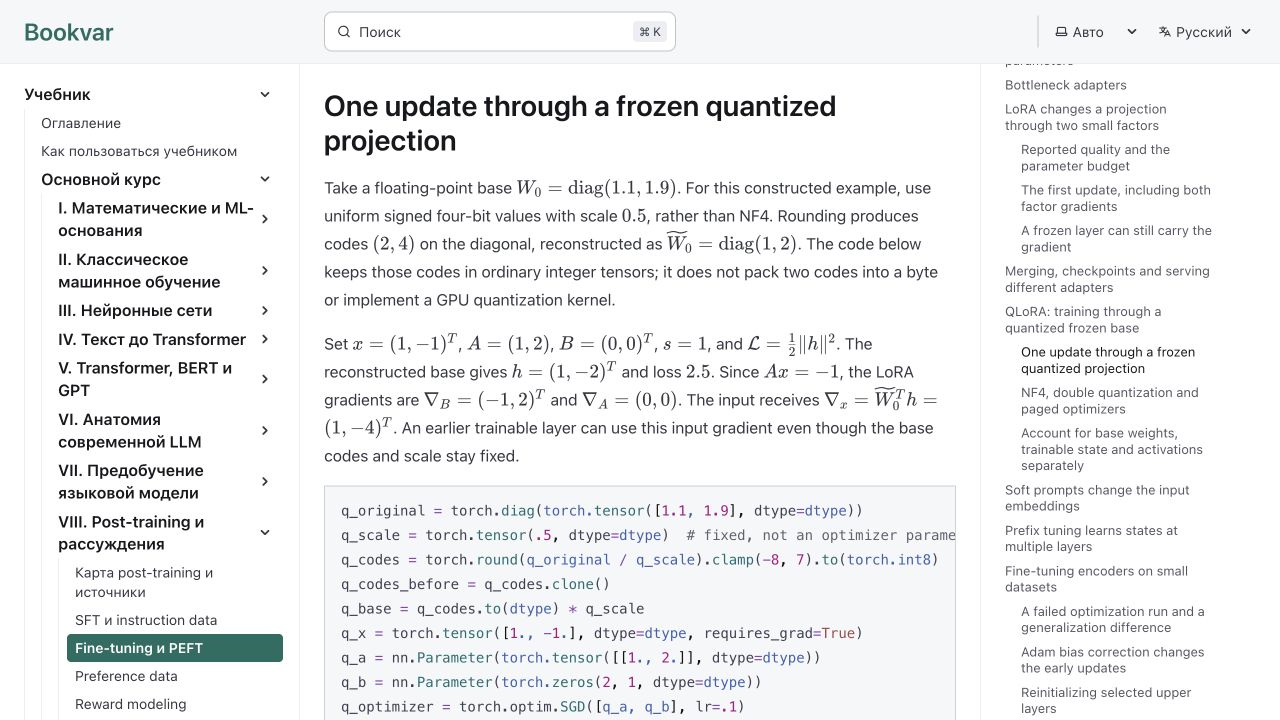 Bookvar
Поиск
⌘ K
Авто
Русский
Учебник
Оглавление
Как пользоваться учебником
Основной курс
I. Математические и ML-
основания
II. Классическое
машинное обучение
III. Нейронные сети
IV. Текст до Transformer
V. Transformer, BERT и
GPT
VI. Анатомия
современной LLM
VII. Предобучение
языковой модели
VIII. Post-training и
рассуждения
Карта post-training и
источники
SFT и instruction data
Fine-tuning и PEFT
Preference data
Reward modeling
One update through a frozen quantized
projection
Take a floating-point base W₀ = diag(1.1, 1.9). For this constructed example, use
uniform signed four-bit values with scale 0.5, rather than NF4. Rounding produces
codes (2, 4) on the diagonal, reconstructed as W̃₀ = diag(1, 2). The code below
keeps those codes in ordinary integer tensors; it does not pack two codes into a byte
or implement a GPU quantization kernel.
Set x = (1, −1)ᵀ, A = (1, 2), B = (0, 0)ᵀ, s = 1, and ℒ = ½‖h‖². The
reconstructed base gives h = (1, −2)ᵀ and loss 2.5. Since Ax = −1, the LoRA
gradients are ∇_B = (−1, 2)ᵀ and ∇_A = (0, 0). The input receives ∇ₓ = W̃₀ᵀh =
(1, −4)ᵀ. An earlier trainable layer can use this input gradient even though the base
codes and scale stay fixed.
q_original = torch.diag(torch.tensor([1.1, 1.9], dtype=dtype))
q_scale = torch.tensor(.5, dtype=dtype)  # fixed, not an optimizer parame
q_codes = torch.round(q_original / q_scale).clamp(-8, 7).to(torch.int8)
q_codes_before = q_codes.clone()
q_base = q_codes.to(dtype) * q_scale
q_x = torch.tensor([1., -1.], dtype=dtype, requires_grad=True)
q_a = nn.Parameter(torch.tensor([[1., 2.]], dtype=dtype))
q_b = nn.Parameter(torch.zeros(2, 1, dtype=dtype))
q_optimizer = torch.optim.SGD([q_a, q_b], lr=.1)
parameters
Bottleneck adapters
LoRA changes a projection
through two small factors
Reported quality and the
parameter budget
The first update, including both
factor gradients
A frozen layer can still carry the
gradient
Merging, checkpoints and serving
different adapters
QLoRA: training through a
quantized frozen base
One update through a frozen
quantized projection
NF4, double quantization and
paged optimizers
Account for base weights,
trainable state and activations
separately
Soft prompts change the input
embeddings
Prefix tuning learns states at
multiple layers
Fine-tuning encoders on small
datasets
A failed optimization run and a
generalization difference
Adam bias correction changes
the early updates
Reinitializing selected upper
layers